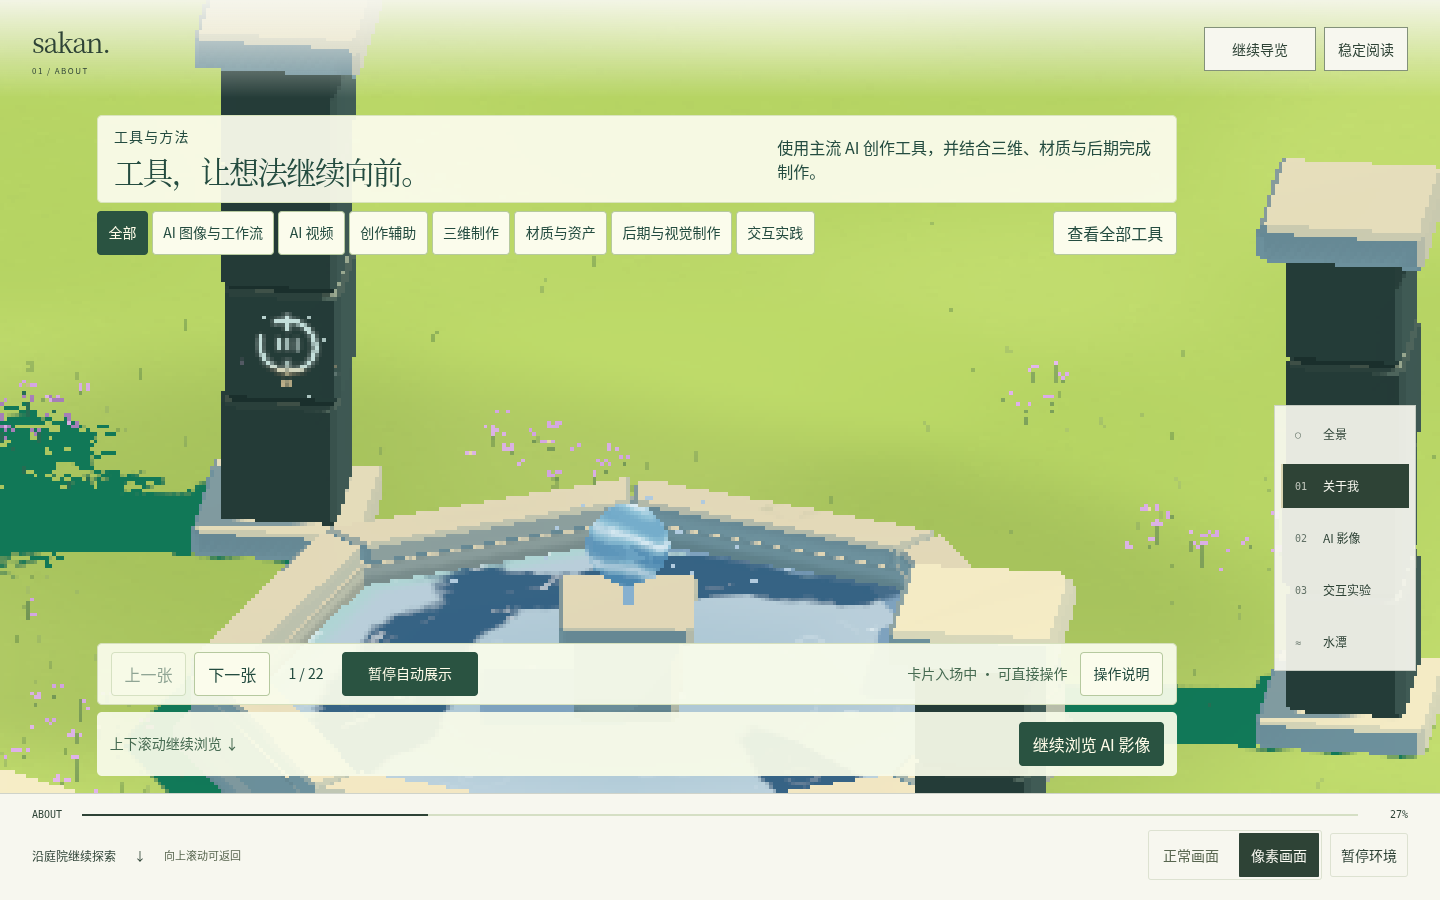 sakan.
01 / ABOUT
继续导览
稳定阅读
工具与方法
工具，让想法继续向前。
使用主流 AI 创作工具，并结合三维、材质与后期完成
制作。
全部
AI 图像与工作流
AI 视频
创作辅助
三维制作
材质与资产
后期与视觉制作
交互实践
查看全部工具
○ 全景
01 关于我
02 AI 影像
03 交互实验
≈ 水潭
上一张
下一张
1 / 22
暂停自动展示
卡片入场中 · 可直接操作
操作说明
上下滚动继续浏览 ↓
继续浏览 AI 影像
ABOUT
27%
沿庭院继续探索 ↓ 向上滚动可返回
正常画面
像素画面
暂停环境